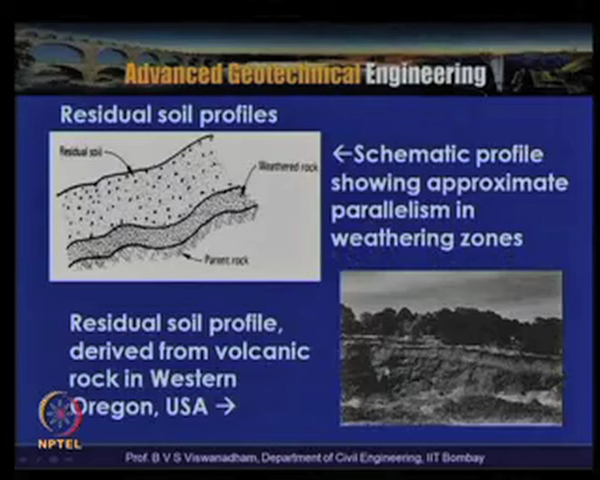 Advanced Geotechnical Engineering
Residual soil profiles
Residual soil
Weathered rock
Parent rock
←Schematic profile
showing approximate
parallelism in
weathering zones
Residual soil profile,
derived from volcanic
rock in Western
Oregon, USA →
NPTEL
Prof. B V S Viswanadham, Department of Civil Engineering, IIT Bombay